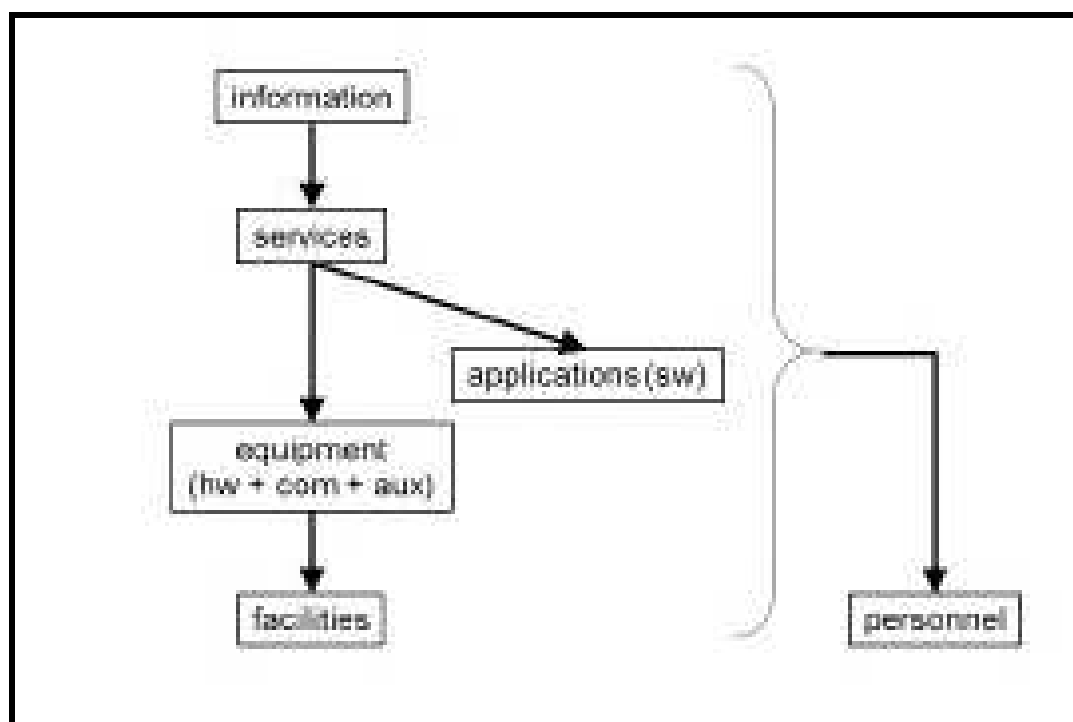 information
services
applications (sw)
equipment
(hw + com + aux)
facilities
personnel